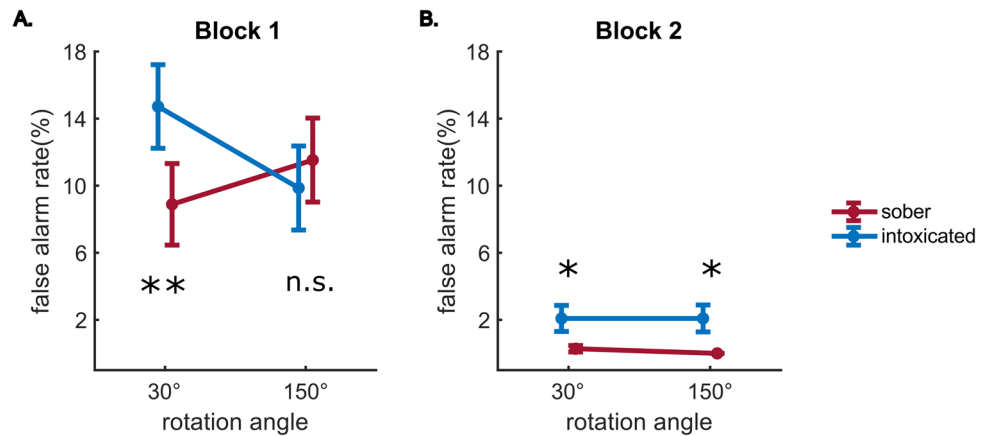 A.
Block 1
false alarm rate(%)
18
14
10
6
2
** n.s.
30° 150°
rotation angle
B.
Block 2
false alarm rate(%)
18
14
10
6
2
* *
30° 150°
rotation angle
sober
intoxicated